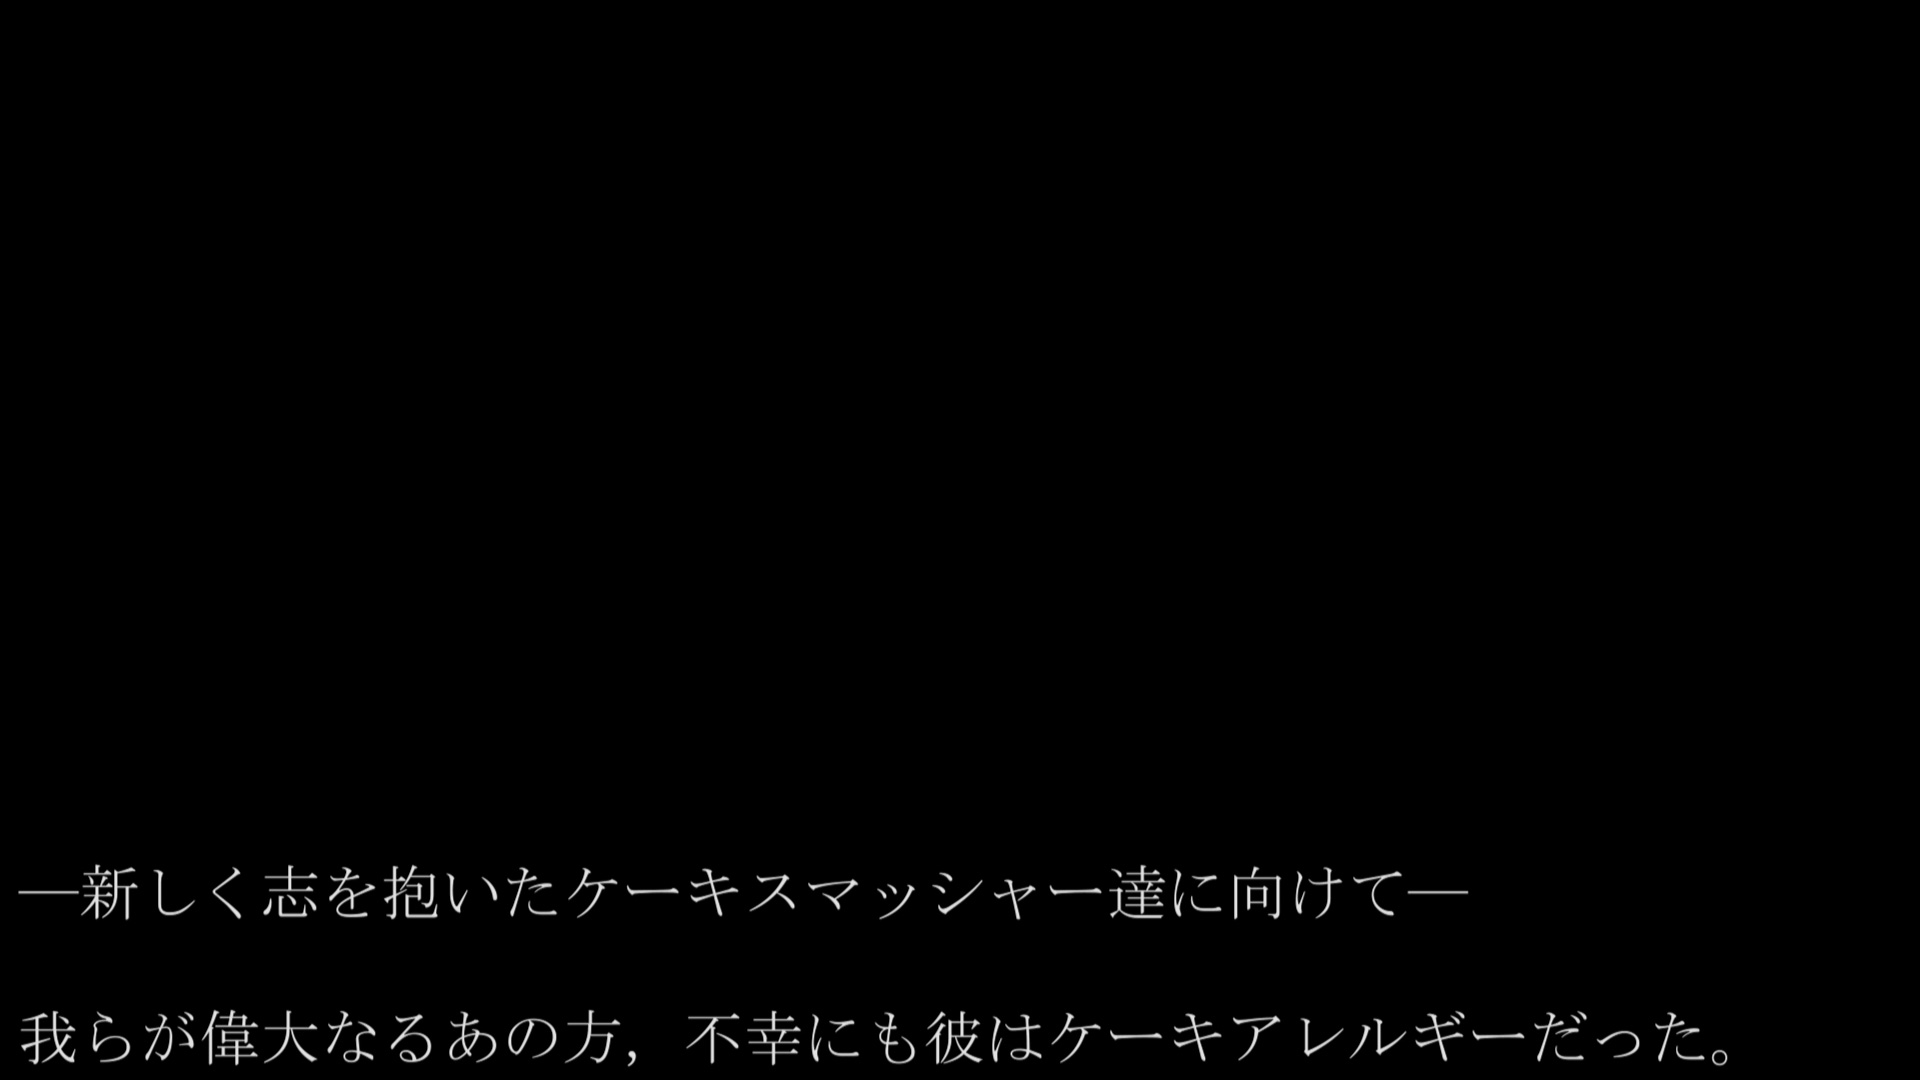 ―新しく志を抱いたケーキスマッシャー達に向けて―
我らが偉大なるあの方，不幸にも彼はケーキアレルギーだった。